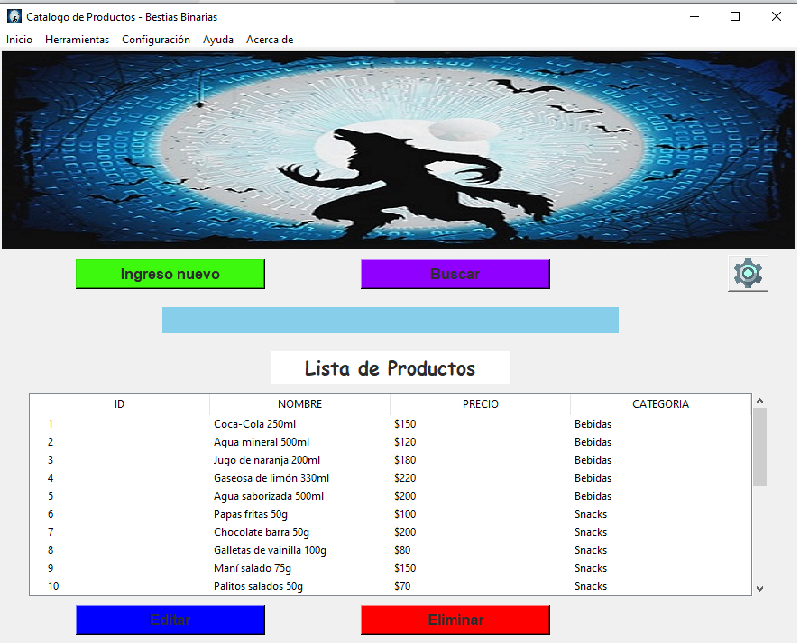 Catalogo de Productos - Bestias Binarias
Inicio Herramientas Configuración Ayuda Acerca de
Ingreso nuevo Buscar
Lista de Productos
ID NOMBRE PRECIO CATEGORIA
1 Coca-Cola 250ml $150 Bebidas
2 Agua mineral 500ml $120 Bebidas
3 Jugo de naranja 200ml $180 Bebidas
4 Gaseosa de limón 330ml $220 Bebidas
5 Agua saborizada 500ml $200 Bebidas
6 Papas fritas 50g $100 Snacks
7 Chocolate barra 50g $200 Snacks
8 Galletas de vainilla 100g $80 Snacks
9 Maní salado 75g $150 Snacks
10 Palitos salados 50g $70 Snacks
Editar Eliminar